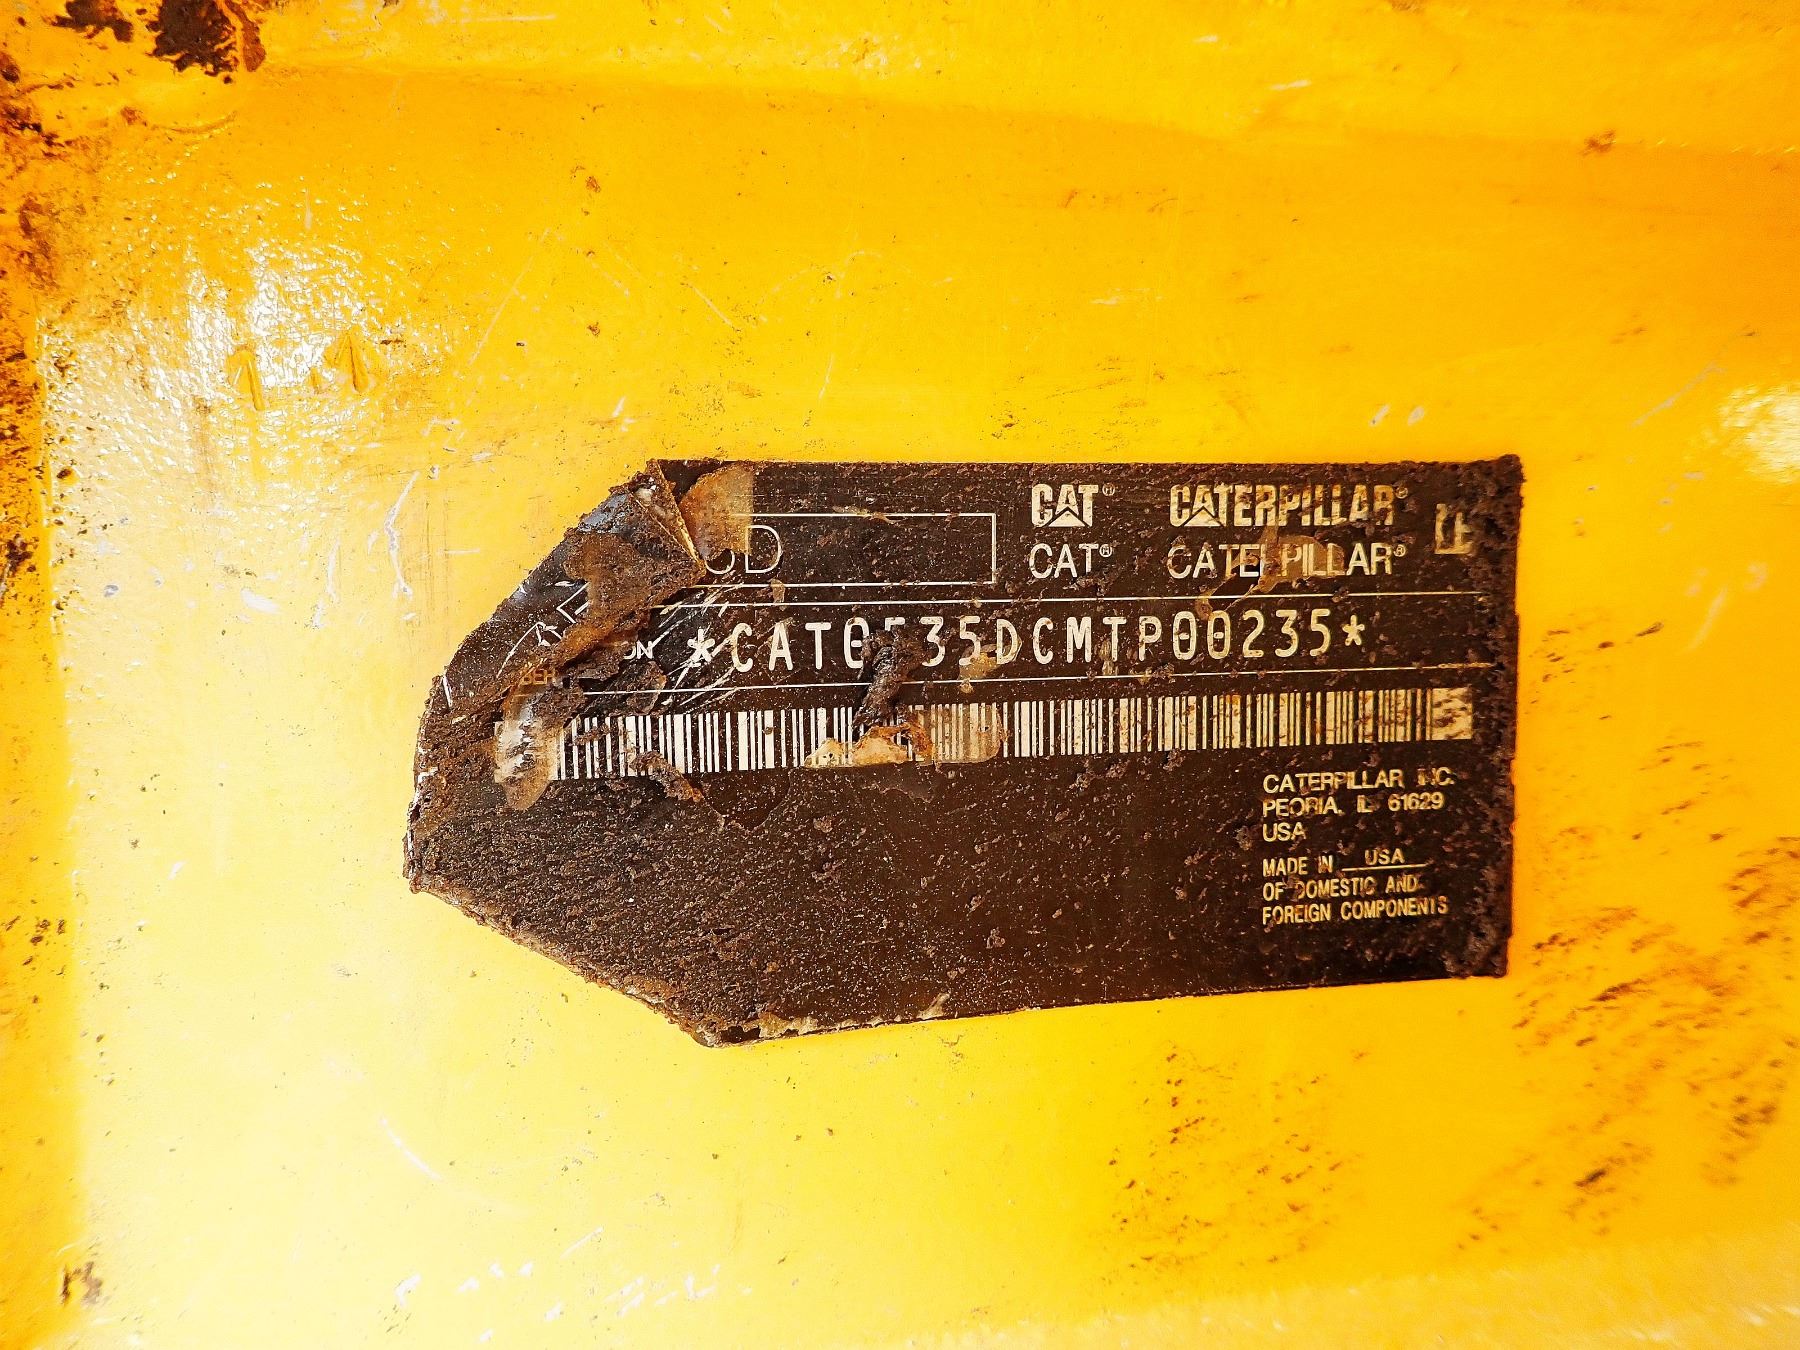 CAT® CATERPILLAR®
CAT® CATERPILLAR®
*CAT0535DCMTP00235*
CATERPILLAR INC.
PEORIA, IL 61629
USA
MADE IN USA
OF DOMESTIC AND
FOREIGN COMPONENTS